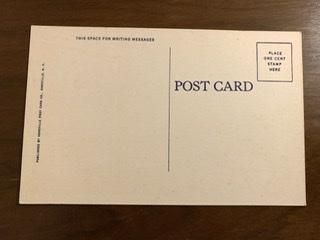 THIS SPACE FOR WRITING MESSAGES
POST CARD
PLACE
ONE CENT
STAMP
HERE
PUBLISHED BY ASHEVILLE POST CARD CO., ASHEVILLE, N. C.